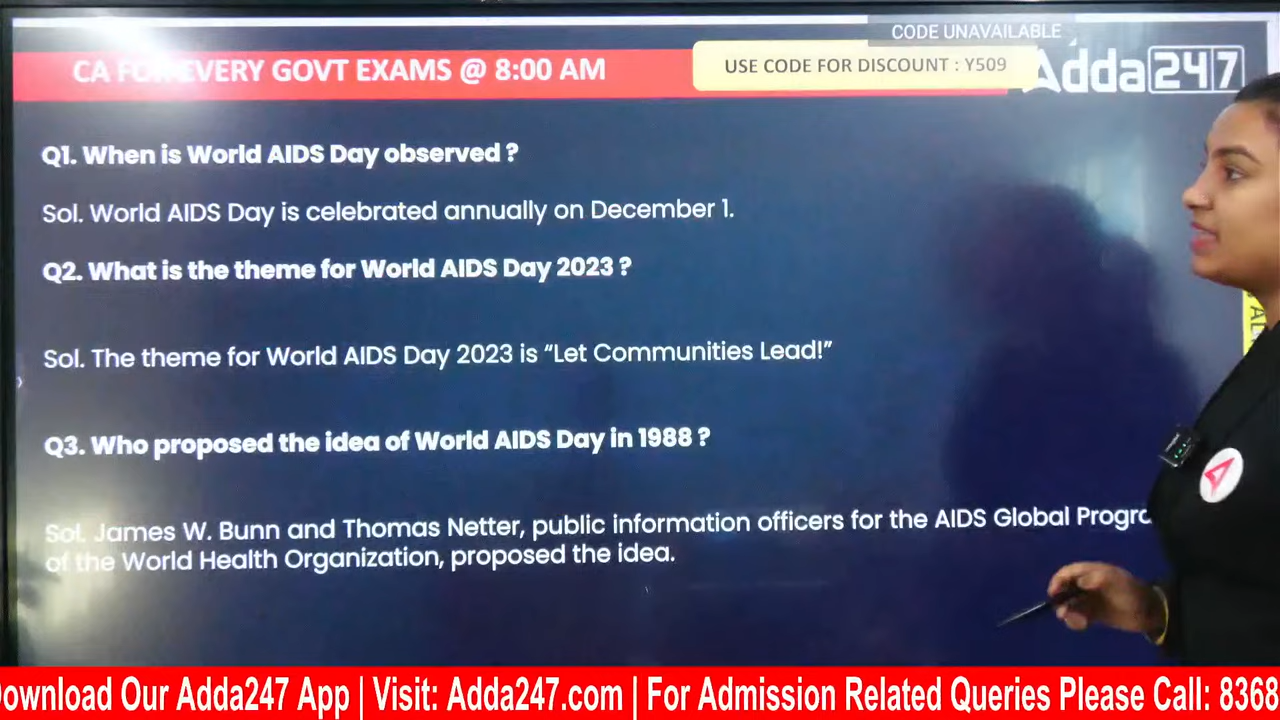 CODE UNAVAILABLE
CA FOR EVERY GOVT EXAMS @ 8:00 AM
USE CODE FOR DISCOUNT : Y509
Adda247
Q1. When is World AIDS Day observed ?
Sol. World AIDS Day is celebrated annually on December 1.
Q2. What is the theme for World AIDS Day 2023 ?
Sol. The theme for World AIDS Day 2023 is “Let Communities Lead!”
Q3. Who proposed the idea of World AIDS Day in 1988 ?
Sol. James W. Bunn and Thomas Netter, public information officers for the AIDS Global
of the World Health Organization, proposed the idea.
Download Our Adda247 App | Visit: Adda247.com | For Admission Related Queries Please Call: 8368